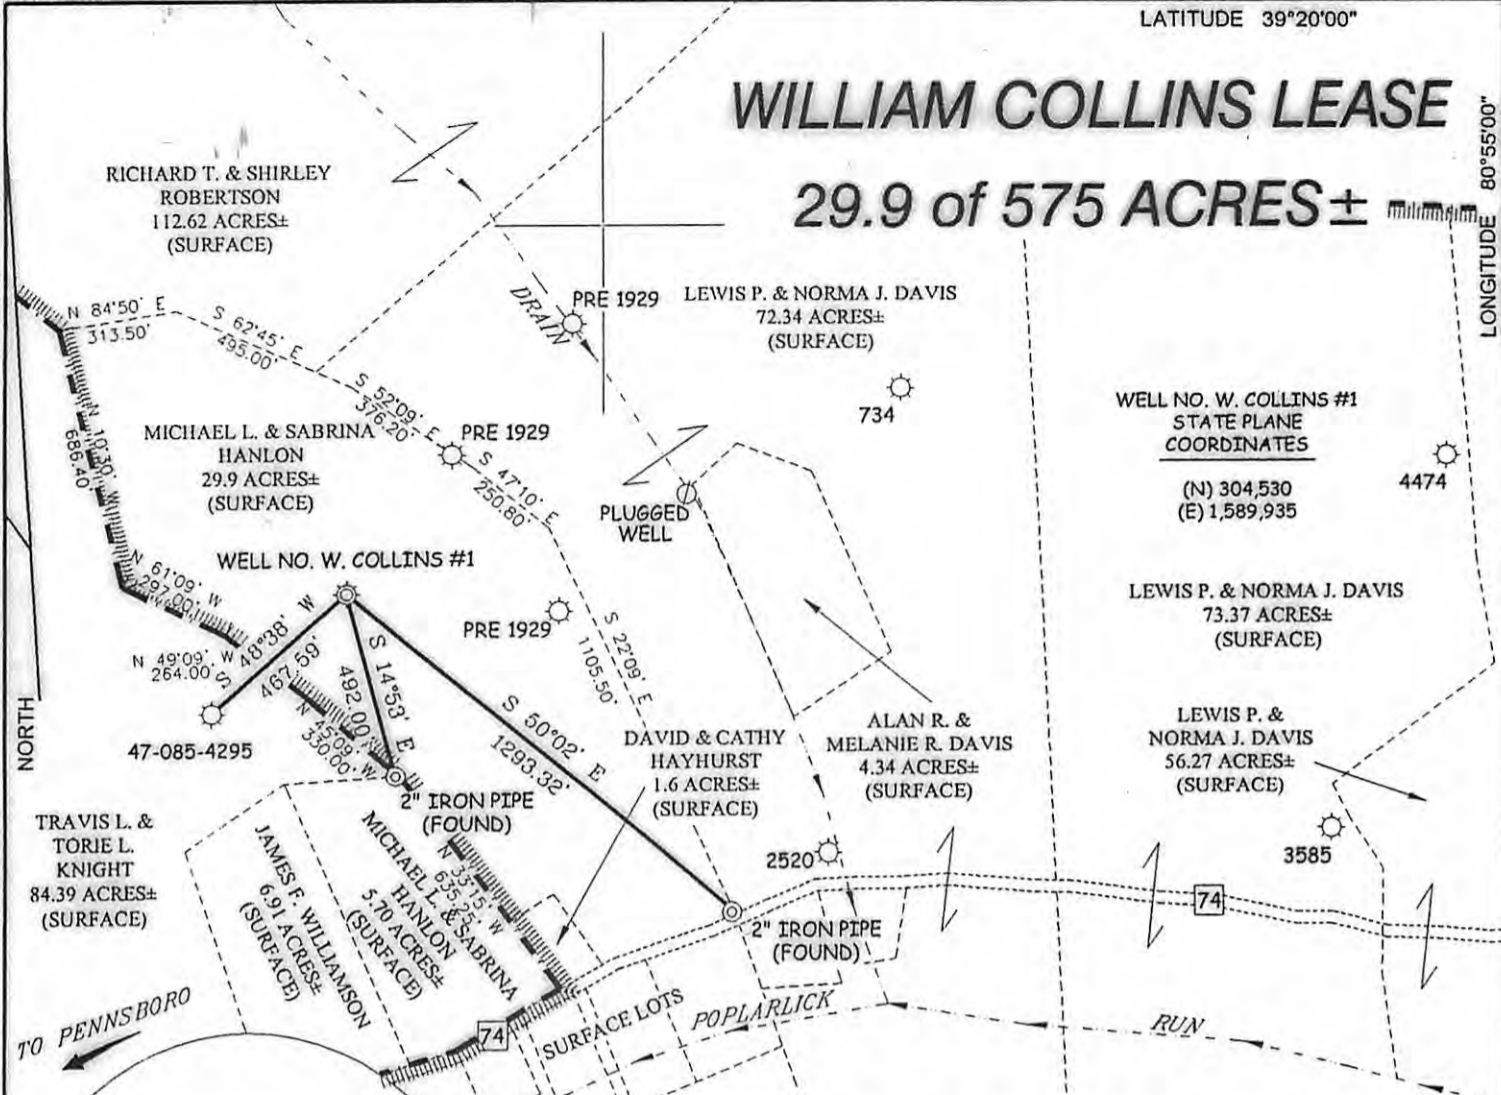 LATITUDE 39°20'00"
WILLIAM COLLINS LEASE
29.9 of 575 ACRES±
LONGITUDE 80°55'00"
RICHARD T. & SHIRLEY
ROBERTSON
112.62 ACRES±
(SURFACE)
N 84°50' E
313.50'
S 62°45' E
495.00'
S 52°09' E
376.20'
DRAIN
PRE 1929
LEWIS P. & NORMA J. DAVIS
72.34 ACRES±
(SURFACE)
734
WELL NO. W. COLLINS #1
STATE PLANE
COORDINATES
(N) 304,530
(E) 1,589,935
4474
N 10°30' W
686.40'
MICHAEL L. & SABRINA
HANLON
29.9 ACRES±
(SURFACE)
PRE 1929
S 47°10' E
250.80'
PLUGGED
WELL
WELL NO. W. COLLINS #1
N 61°09' W
297.00'
PRE 1929
S 22°09' E
1105.50'
LEWIS P. & NORMA J. DAVIS
73.37 ACRES±
(SURFACE)
N 49°09' W
264.00'
S 48°38' W
467.59'
S 14°53' E
492.00'
S 50°02' E
1293.32'
N 45°09' W
330.00'
NORTH
47-085-4295
2" IRON PIPE
(FOUND)
DAVID & CATHY
HAYHURST
1.6 ACRES±
(SURFACE)
ALAN R. &
MELANIE R. DAVIS
4.34 ACRES±
(SURFACE)
LEWIS P. &
NORMA J. DAVIS
56.27 ACRES±
(SURFACE)
TRAVIS L. &
TORIE L.
KNIGHT
84.39 ACRES±
(SURFACE)
JAMES F. WILLIAMSON
6.91 ACRES±
(SURFACE)
MICHAEL L. & SABRINA
HANLON
5.70 ACRES±
(SURFACE)
N 33°15' W
635.25'
2520
3585
74
2" IRON PIPE
(FOUND)
TO PENNSBORO
74
SURFACE LOTS
POPLARLICK
RUN